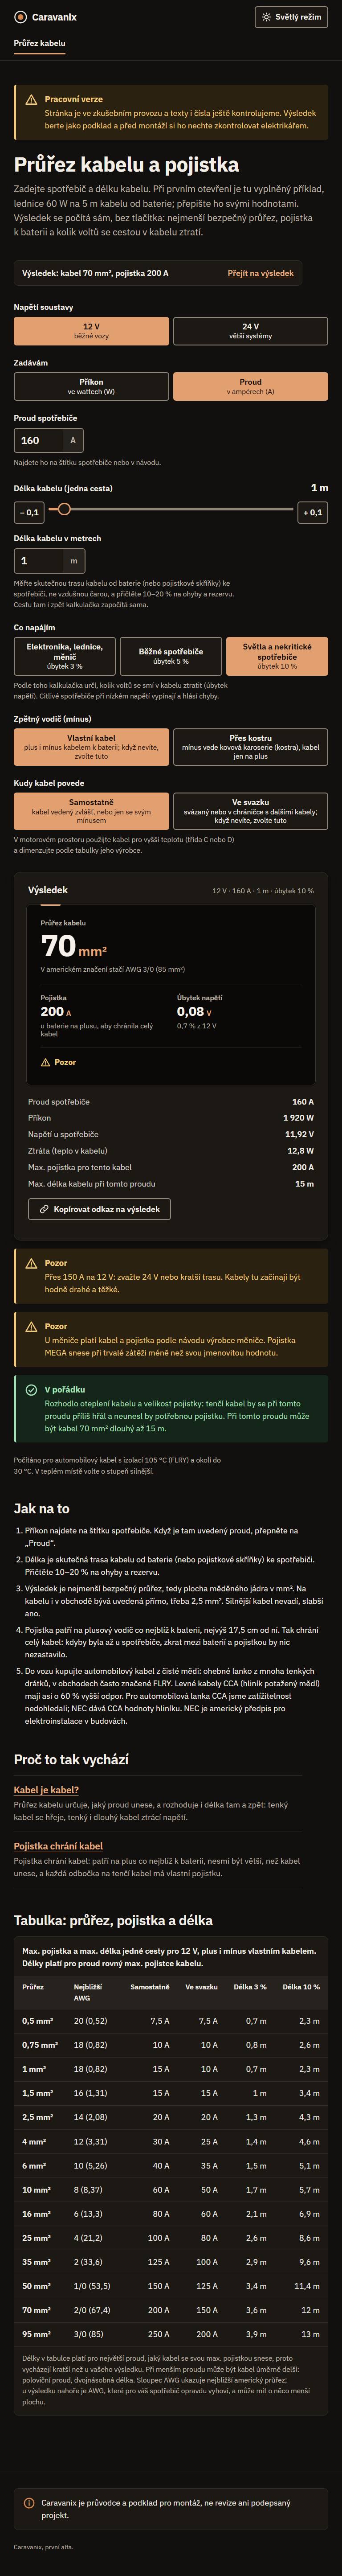 Caravanix
Světlý režim
Průřez kabelu
Pracovní verze
Stránka je ve zkušebním provozu a texty i čísla ještě kontrolujeme. Výsledek
berte jako podklad a před montáží si ho nechte zkontrolovat elektrikářem.
Průřez kabelu a pojistka
Zadejte spotřebič a délku kabelu. Při prvním otevření je tu vyplněný příklad,
lednice 60 W na 5 m kabelu od baterie; přepište ho svými hodnotami.
Výsledek se počítá sám, bez tlačítka: nejmenší bezpečný průřez, pojistka
k baterii a kolik voltů se cestou v kabelu ztratí.
Výsledek: kabel 70 mm², pojistka 200 A
Přejít na výsledek
Napětí soustavy
12 V
běžné vozy
24 V
větší systémy
Zadávám
Příkon
ve wattech (W)
Proud
v ampérech (A)
Proud spotřebiče
160 A
Najdete ho na štítku spotřebiče nebo v návodu.
Délka kabelu (jedna cesta)
1 m
− 0,1
+ 0,1
Délka kabelu v metrech
1 m
Měřte skutečnou trasu kabelu od baterie (nebo pojistkové skříňky) ke
spotřebiči, ne vzdušnou čarou, a přičtěte 10–20 % na ohyby a rezervu.
Cestu tam i zpět kalkulačka započítá sama.
Co napájím
Elektronika, lednice,
měnič
úbytek 3 %
Běžné spotřebiče
úbytek 5 %
Světla a nekritické
spotřebiče
úbytek 10 %
Podle toho kalkulačka určí, kolik voltů se smí v kabelu ztratit (úbytek
napětí). Citlivé spotřebiče při nízkém napětí vypínají a hlásí chyby.
Zpětný vodič (mínus)
Vlastní kabel
plus i mínus kabelem k baterii; když nevíte,
zvolte tuto
Přes kostru
mínus vede kovová karoserie (kostra), kabel
jen na plus
Kudy kabel povede
Samostatně
kabel vedený zvlášť, nebo jen se svým
mínusem
Ve svazku
svázaný nebo v chráničce s dalšími kabely;
když nevíte, zvolte tuto
V motorovém prostoru použijte kabel pro vyšší teplotu (třída C nebo D)
a dimenzujte podle tabulky jeho výrobce.
Výsledek
12 V · 160 A · 1 m · úbytek 10 %
Průřez kabelu
70 mm²
V americkém značení stačí AWG 3/0 (85 mm²)
Pojistka
200 A
u baterie na plusu, aby chránila celý
kabel
Úbytek napětí
0,08 V
0,7 % z 12 V
Pozor
Proud spotřebiče 160 A
Příkon 1 920 W
Napětí u spotřebiče 11,92 V
Ztráta (teplo v kabelu) 12,8 W
Max. pojistka pro tento kabel 200 A
Max. délka kabelu při tomto proudu 15 m
Kopírovat odkaz na výsledek
Pozor
Přes 150 A na 12 V: zvažte 24 V nebo kratší trasu. Kabely tu začínají být
hodně drahé a těžké.
Pozor
U měniče platí kabel a pojistka podle návodu výrobce měniče. Pojistka
MEGA snese při trvalé zátěži méně než svou jmenovitou hodnotu.
V pořádku
Rozhodlo oteplení kabelu a velikost pojistky: tenčí kabel by se při tomto
proudu příliš hřál a neunesl by potřebnou pojistku. Při tomto proudu může
být kabel 70 mm² dlouhý až 15 m.
Počítáno pro automobilový kabel s izolací 105 °C (FLRY) a okolí do
30 °C. V teplém místě volte o stupeň silnější.
Jak na to
1. Příkon najdete na štítku spotřebiče. Když je tam uvedený proud, přepněte na
„Proud“.
2. Délka je skutečná trasa kabelu od baterie (nebo pojistkové skříňky) ke spotřebiči.
Přičtěte 10–20 % na ohyby a rezervu.
3. Výsledek je nejmenší bezpečný průřez, tedy plocha měděného jádra v mm². Na
kabelu i v obchodě bývá uvedená přímo, třeba 2,5 mm². Silnější kabel nevadí, slabší
ano.
4. Pojistka patří na plusový vodič co nejblíž k baterii, nejvýš 17,5 cm od ní. Tak chrání
celý kabel: kdyby byla až u spotřebiče, zkrat mezi baterií a pojistkou by nic
nezastavilo.
5. Do vozu kupujte automobilový kabel z čisté mědi: ohebné lanko z mnoha tenkých
drátků, v obchodech často značené FLRY. Levné kabely CCA (hliník potažený mědí)
mají asi o 60 % vyšší odpor. Pro automobilová lanka CCA jsme zatížitelnost
nedohledali; NEC dává CCA hodnoty hliníku. NEC je americký předpis pro
elektroinstalace v budovách.
Proč to tak vychází
Kabel je kabel?
Průřez kabelu určuje, jaký proud unese, a rozhoduje i délka tam a zpět: tenký
kabel se hřeje, tenký i dlouhý kabel ztrácí napětí.
Pojistka chrání kabel
Pojistka chrání kabel: patří na plus co nejblíž k baterii, nesmí být větší, než kabel
unese, a každá odbočka na tenčí kabel má vlastní pojistku.
Tabulka: průřez, pojistka a délka
Max. pojistka a max. délka jedné cesty pro 12 V, plus i mínus vlastním kabelem.
Délky platí pro proud rovný max. pojistce kabelu.
Průřez Nejbližší AWG Samostatně Ve svazku Délka 3 % Délka 10 %
0,5 mm² 20 (0,52) 7,5 A 7,5 A 0,7 m 2,3 m
0,75 mm² 18 (0,82) 10 A 10 A 0,8 m 2,6 m
1 mm² 18 (0,82) 15 A 10 A 0,7 m 2,3 m
1,5 mm² 16 (1,31) 15 A 15 A 1 m 3,4 m
2,5 mm² 14 (2,08) 20 A 20 A 1,3 m 4,3 m
4 mm² 12 (3,31) 30 A 25 A 1,4 m 4,6 m
6 mm² 10 (5,26) 40 A 35 A 1,5 m 5,1 m
10 mm² 8 (8,37) 60 A 50 A 1,7 m 5,7 m
16 mm² 6 (13,3) 80 A 60 A 2,1 m 6,9 m
25 mm² 4 (21,2) 100 A 80 A 2,6 m 8,6 m
35 mm² 2 (33,6) 125 A 100 A 2,9 m 9,6 m
50 mm² 1/0 (53,5) 150 A 125 A 3,4 m 11,4 m
70 mm² 2/0 (67,4) 200 A 150 A 3,6 m 12 m
95 mm² 3/0 (85) 250 A 200 A 3,9 m 13 m
Délky v tabulce platí pro největší proud, jaký kabel se svou max. pojistkou snese, proto
vycházejí kratší než u vašeho výsledku. Při menším proudu může být kabel úměrně delší:
poloviční proud, dvojnásobná délka. Sloupec AWG ukazuje nejbližší americký průřez;
u výsledku nahoře je AWG, které pro váš spotřebič opravdu vyhoví, a může mít o něco menší
plochu.
Caravanix je průvodce a podklad pro montáž, ne revize ani podepsaný
projekt.
Caravanix, první alfa.